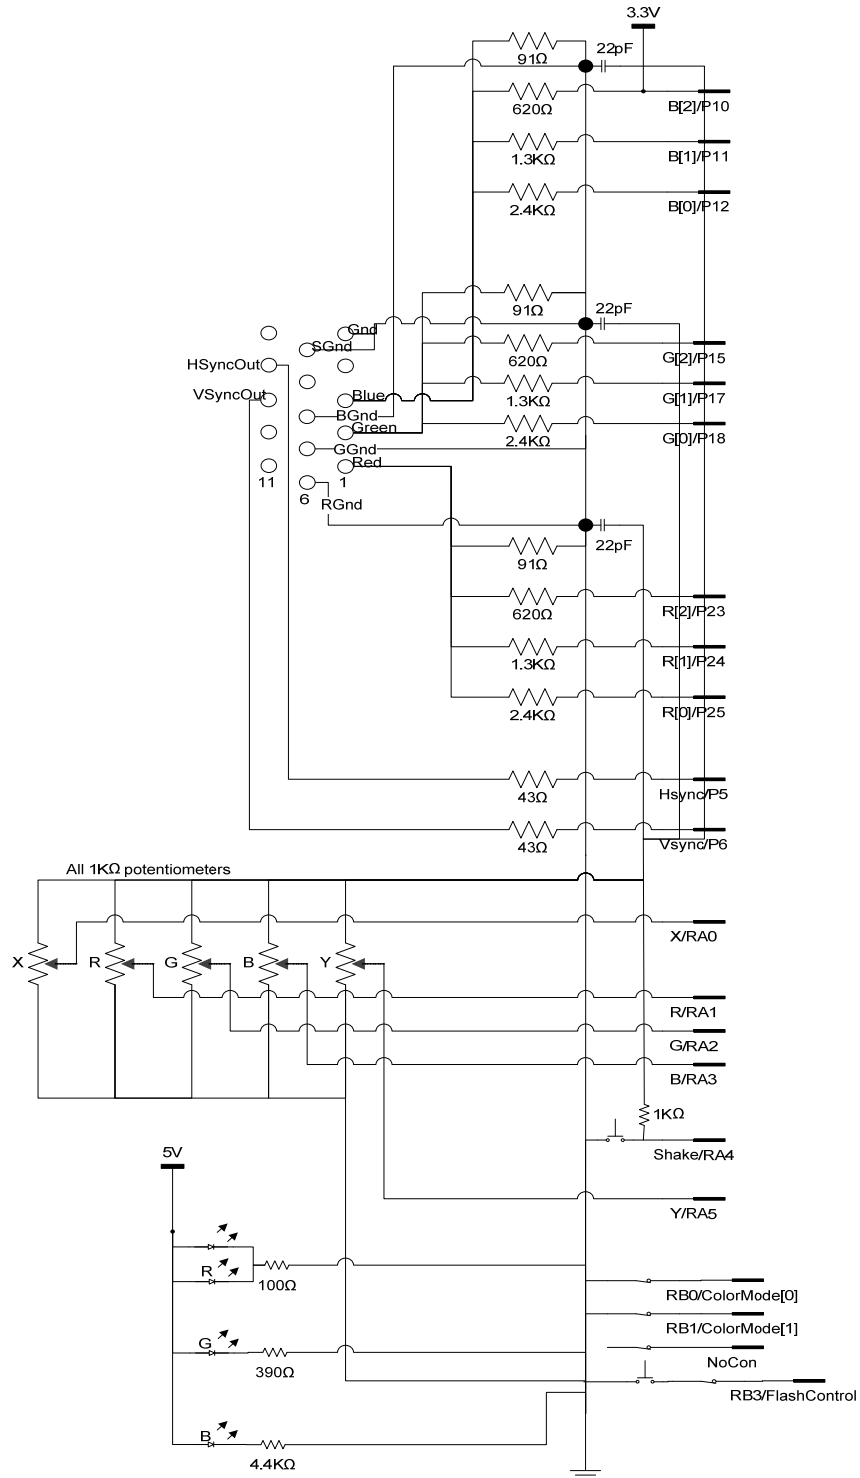 3.3V
22pF
91Ω
620Ω
B[2]/P10
1.3KΩ
B[1]/P11
2.4KΩ
B[0]/P12
91Ω
22pF
Gnd
SGnd
620Ω
G[2]/P15
HSyncOut
VSyncOut
Blue
1.3KΩ
G[1]/P17
BGnd
Green
2.4KΩ
G[0]/P18
GGnd
Red
11
6
1
RGnd
22pF
91Ω
620Ω
R[2]/P23
1.3KΩ
R[1]/P24
2.4KΩ
R[0]/P25
43Ω
Hsync/P5
43Ω
Vsync/P6
All 1KΩ potentiometers
X/RA0
X
R
G
B
Y
R/RA1
G/RA2
B/RA3
1KΩ
Shake/RA4
5V
Y/RA5
R
100Ω
RB0/ColorMode[0]
RB1/ColorMode[1]
G
390Ω
NoCon
RB3/FlashControl
B
4.4KΩ